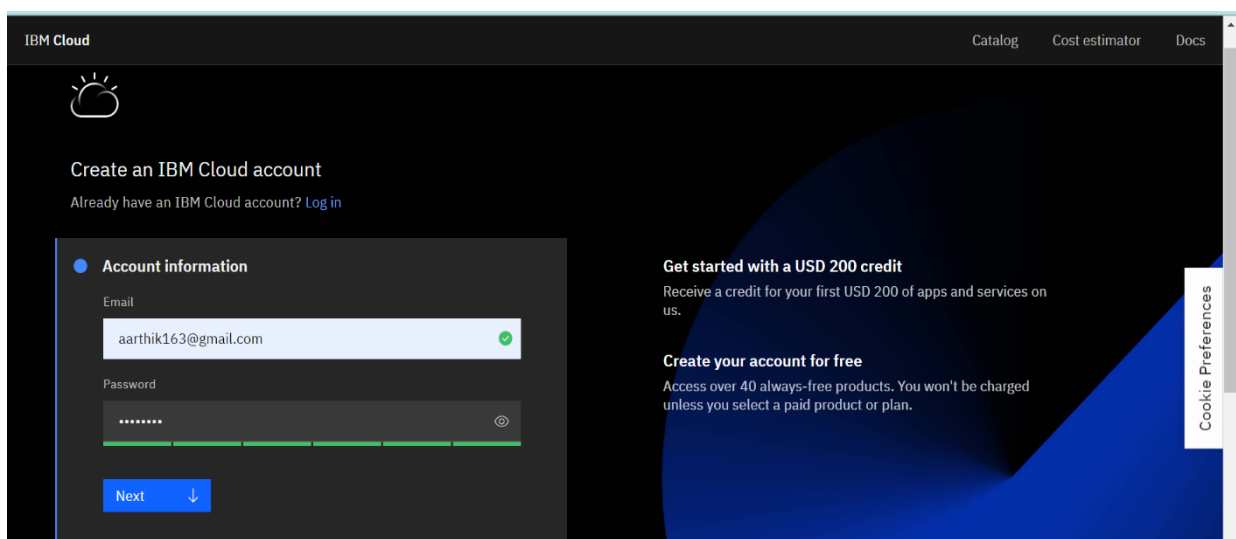 IBM Cloud
Catalog
Cost estimator
Docs
Create an IBM Cloud account
Already have an IBM Cloud account? Log in
Account information
Email
aarthik163@gmail.com
Password
••••••••
Next
Get started with a USD 200 credit
Receive a credit for your first USD 200 of apps and services on
us.
Create your account for free
Access over 40 always-free products. You won't be charged
unless you select a paid product or plan.
Cookie Preferences